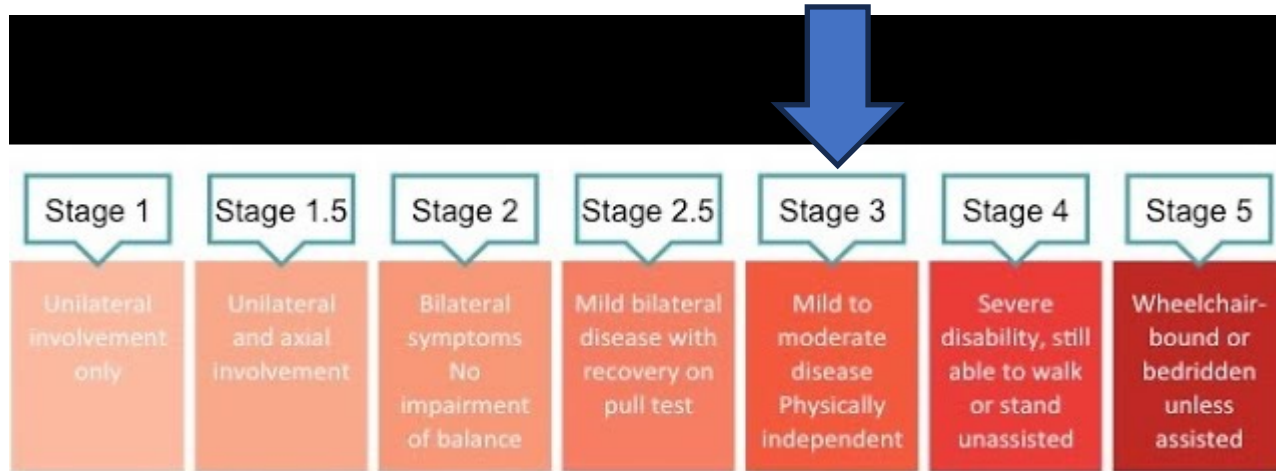 Stage 1
Stage 1.5
Stage 2
Stage 2.5
Stage 3
Stage 4
Stage 5
Unilateral
involvement
only
Unilateral
and axial
involvement
Bilateral
symptoms
No
impairment
of balance
Mild bilateral
disease with
recovery on
pull test
Mild to
moderate
disease
Physically
independent
Severe
disability, still
able to walk
or stand
unassisted
Wheelchair-
bound or
bedridden
unless
assisted